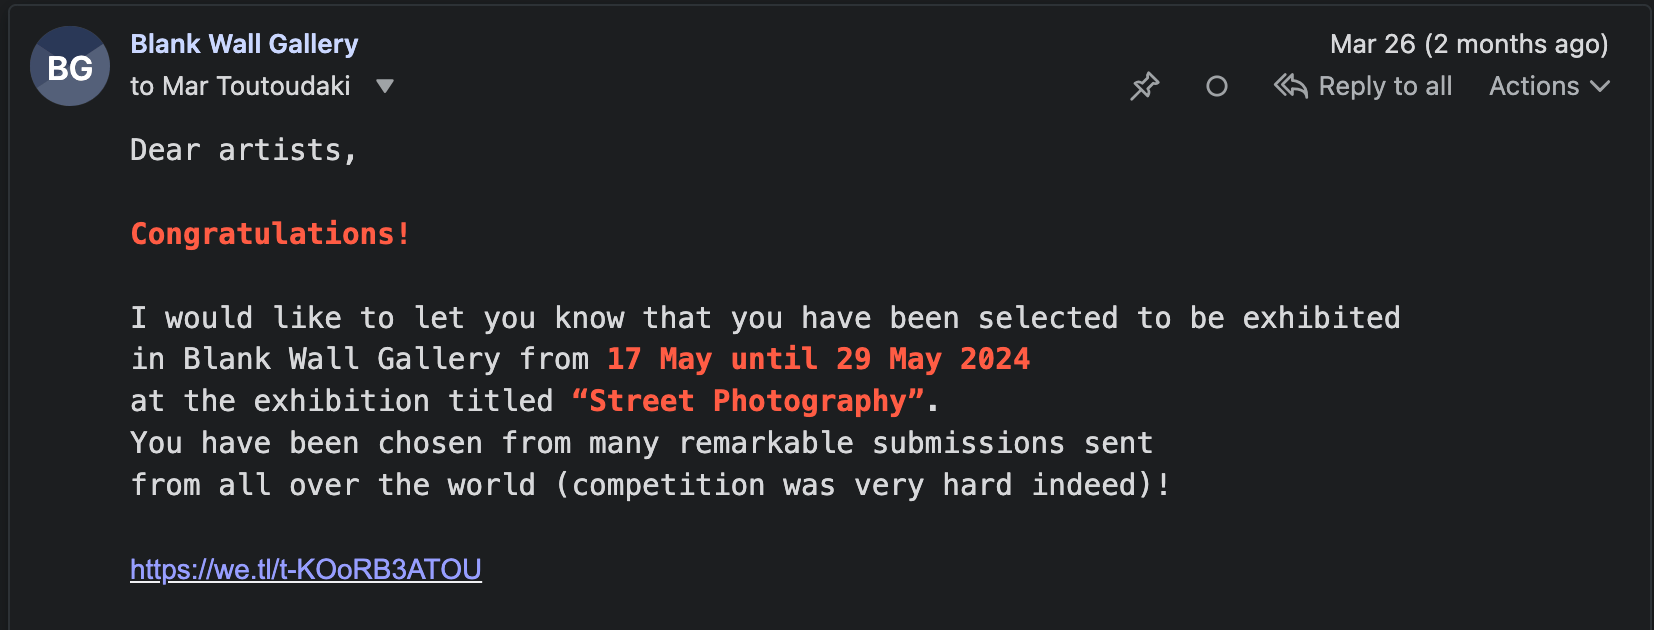 BG
Blank Wall Gallery
Mar 26 (2 months ago)
to Mar Toutoudaki
Reply to all
Actions
Dear artists,
Congratulations!
I would like to let you know that you have been selected to be exhibited
in Blank Wall Gallery from 17 May until 29 May 2024
at the exhibition titled “Street Photography”.
You have been chosen from many remarkable submissions sent
from all over the world (competition was very hard indeed)!
https://we.tl/t-KOoRB3ATOU